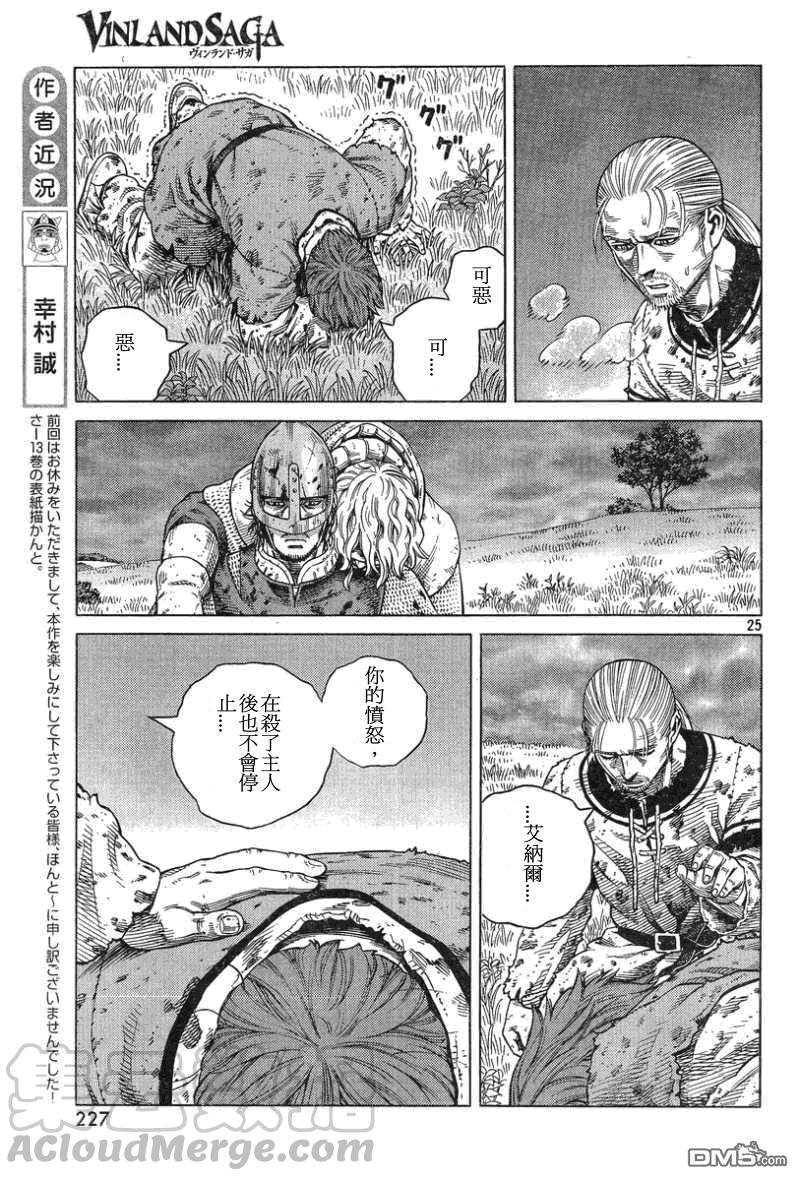 VINLAND SAGA
ヴィンランド・サガ
作者近況
幸村誠
前回はお休みをいただきまして、本作を楽しみにして下さっている皆様、ほんと〜に申し訳ございませんでした！
さー13巻の表紙描かんと。
グ
グ
グ
可惡
可……
惡……
25
……艾納爾……
你的憤怒，
在殺了主人
後也不會停
止……
227
集雲数据
ACloudMerge.com
DM5.com